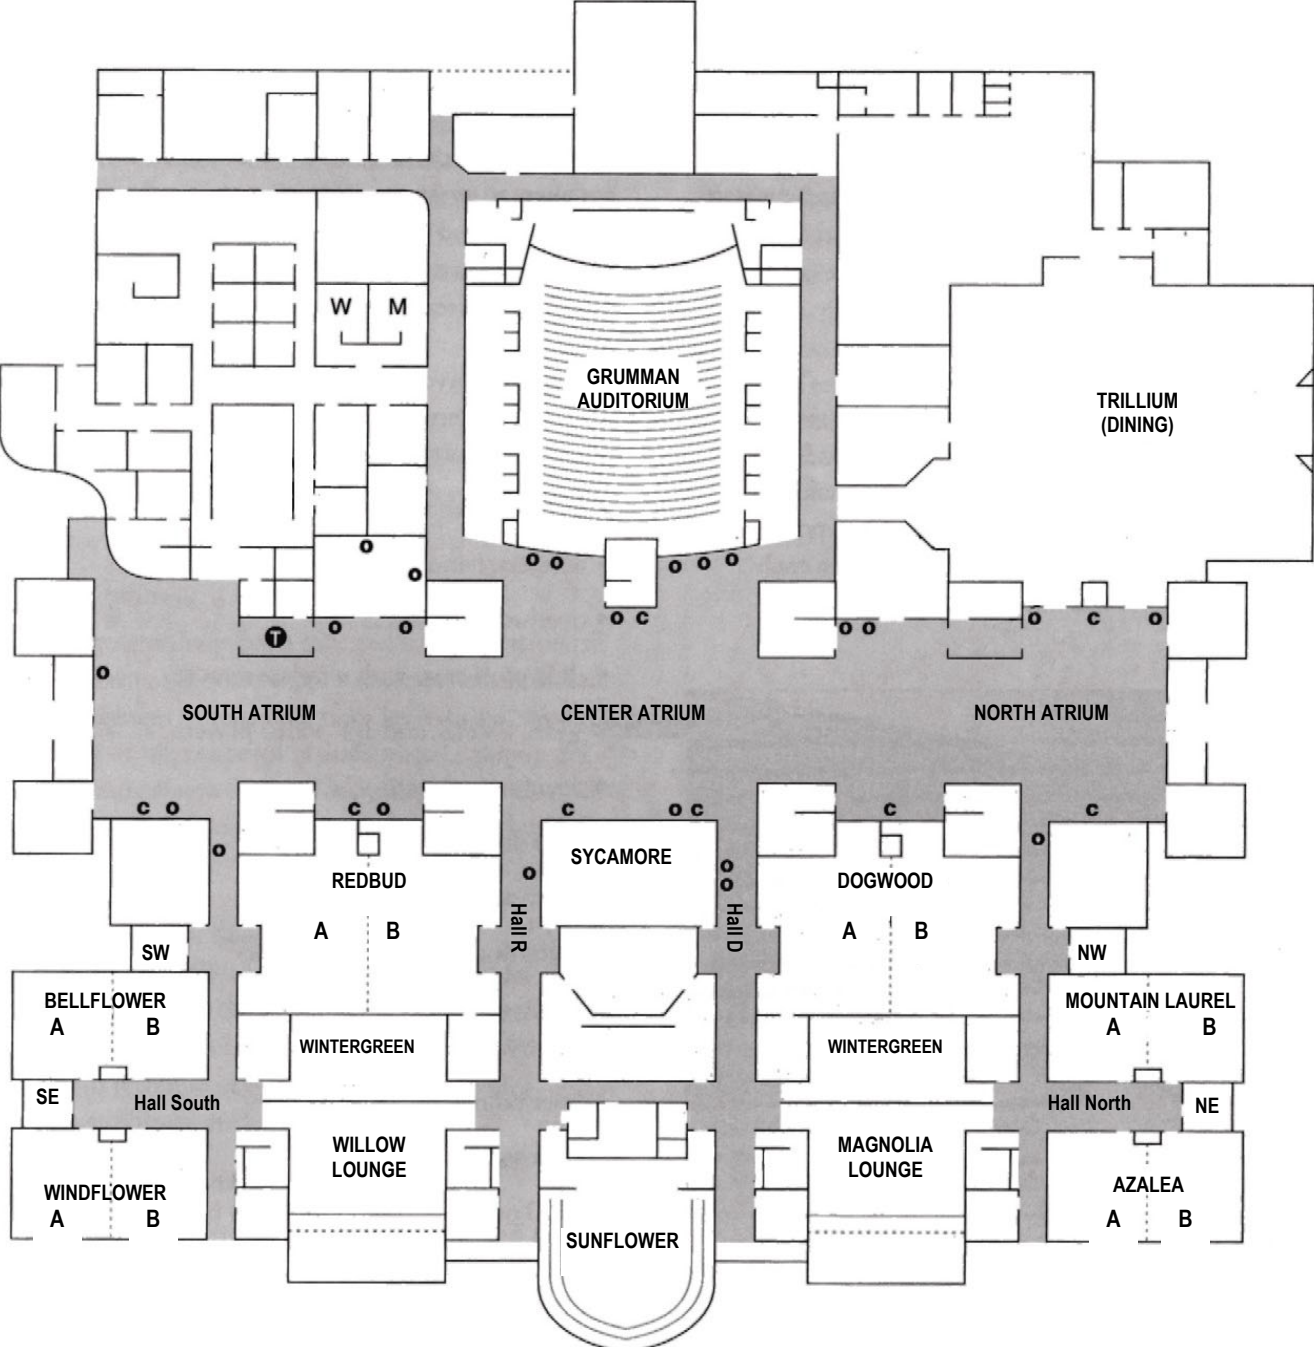 W M
GRUMMAN
AUDITORIUM
TRILLIUM
(DINING)
o
o
o o
o o o
o c
T
o o
o o
o c o
o
SOUTH ATRIUM
CENTER ATRIUM
NORTH ATRIUM
c o
c o
c
o c
c
c
o
o
o
o
o
SYCAMORE
REDBUD
A B
DOGWOOD
A B
Hall R
Hall D
SW
NW
BELLFLOWER
A B
MOUNTAIN LAUREL
A B
WINTERGREEN
WINTERGREEN
SE
Hall South
Hall North
NE
WILLOW
LOUNGE
MAGNOLIA
LOUNGE
WINDFLOWER
A B
AZALEA
A B
SUNFLOWER